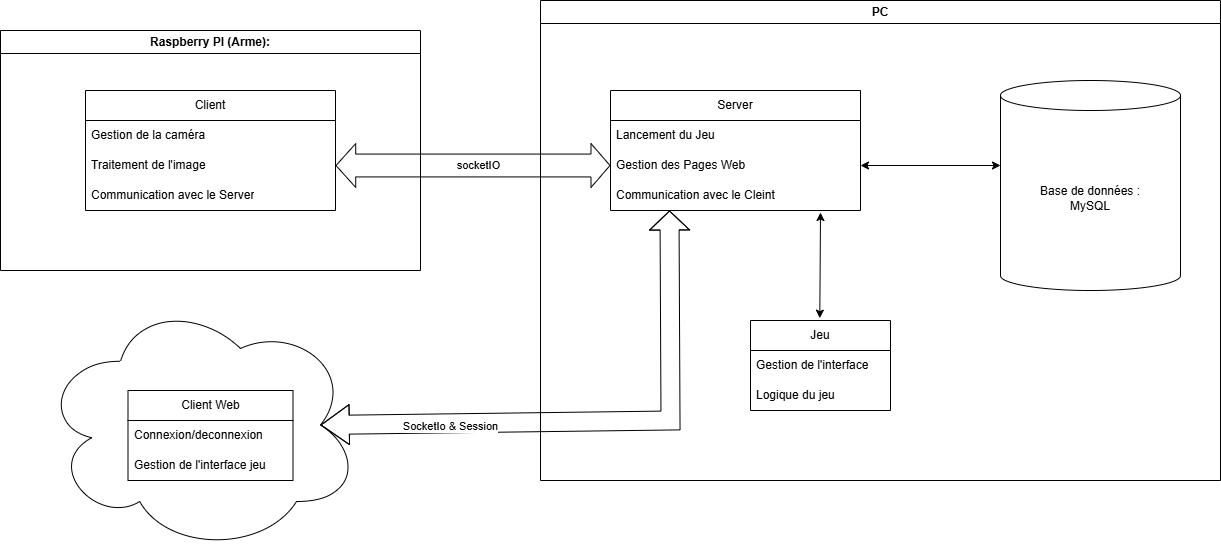 PC
Raspberry PI (Arme):
Client
Gestion de la caméra
Traitement de l'image
Communication avec le Server
socketIO
Server
Lancement du Jeu
Gestion des Pages Web
Communication avec le Cleint
Base de données :
MySQL
Jeu
Gestion de l'interface
Logique du jeu
Client Web
Connexion/deconnexion
Gestion de l'interface jeu
SocketIo & Session